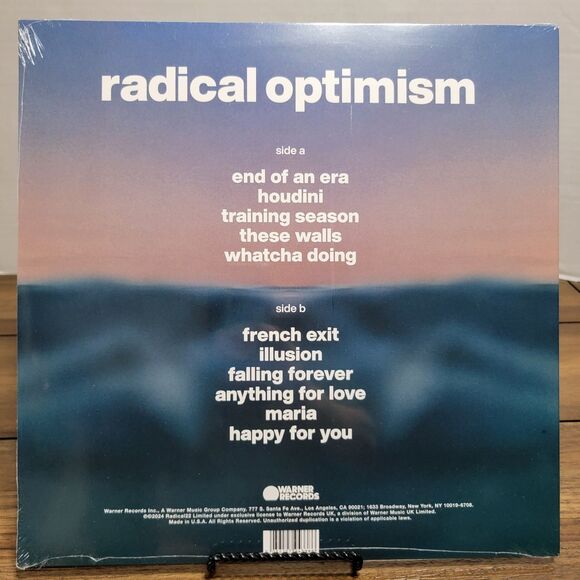 radical optimism
side a
end of an era
houdini
training season
these walls
whatcha doing
side b
french exit
illusion
falling forever
anything for love
maria
happy for you
WARNER
RECORDS
Warner Records Inc., A Warner Music Group Company. 777 S. Santa Fe Ave., Los Angeles, CA 90021; 1633 Broadway, New York, NY 10019-6708.
℗©2024 Radical22 Limited under exclusive license to Warner Records UK, a division of Warner Music UK Limited.
Made in U.S.A. All Rights Reserved. Unauthorized duplication is a violation of applicable laws.